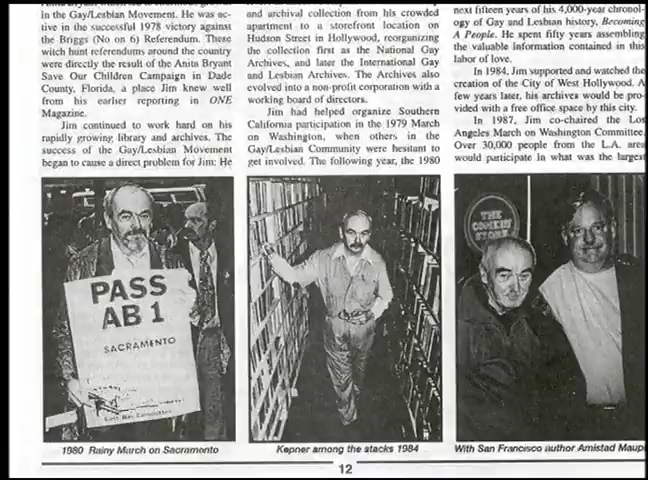 in the Gay/Lesbian Movement. He was ac-
tive in the successful 1978 victory against
the Briggs (No on 6) Referendum. These
witch hunt referendums around the country
were directly the result of the Anita Bryant
Save Our Children Campaign in Dade
County, Florida, a place Jim knew well
from his earlier reporting in ONE
Magazine.
Jim continued to work hard on his
rapidly growing library and archives. The
success of the Gay/Lesbian Movement
began to cause a direct problem for Jim: He
and archival collection from his crowded
apartment to a storefront location on
Hudson Street in Hollywood, reorganizing
the collection first as the National Gay
Archives, and later the International Gay
and Lesbian Archives. The Archives also
evolved into a non-profit corporation with a
working board of directors.
Jim had helped organize Southern
California participation in the 1979 March
on Washington, when others in the
Gay/Lesbian Community were hesitant to
get involved. The following year, the 1980
next fifteen years of his 4,000-year chronol-
ogy of Gay and Lesbian history, Becoming
A People. He spent fifty years assembling
the valuable information contained in this
labor of love.
In 1984, Jim supported and watched the
creation of the City of West Hollywood. A
few years later, his archives would be pro-
vided with a free office space by this city.
In 1987, Jim co-chaired the Los
Angeles March on Washington Committee.
Over 30,000 people from the L.A. area
would participate in what was the largest
PASS
AB 1
SACRAMENTO
THE
COMEDY
STORE
1980 Rainy March on Sacramento
Kepner among the stacks 1984
With San Francisco author Amistad Maupi
12